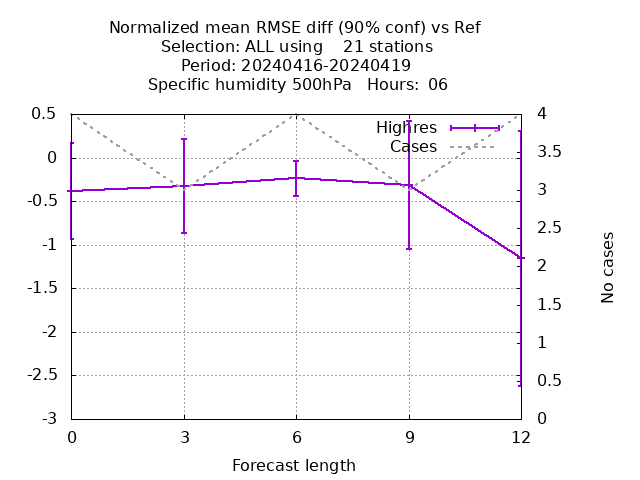 Normalized mean RMSE diff (90% conf) vs Ref
Selection: ALL using    21 stations
Period: 20240416-20240419
Specific humidity 500hPa   Hours:  06
0.5
0
-0.5
-1
-1.5
-2
-2.5
-3
Highres
Cases
4
3.5
3
2.5
2
1.5
1
0.5
0
No cases
0 3 6 9 12
Forecast length